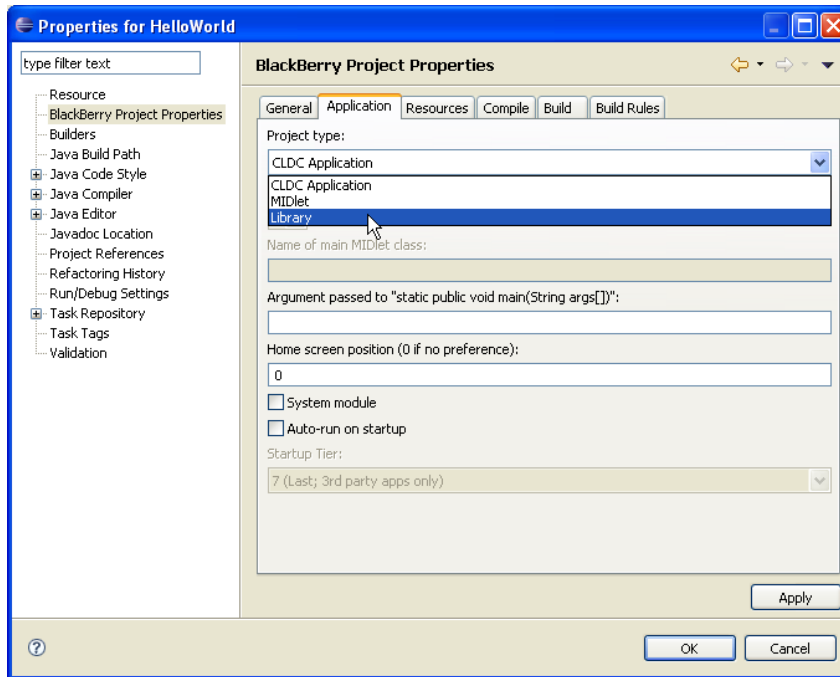 Properties for HelloWorld
type filter text
Resource
BlackBerry Project Properties
Builders
Java Build Path
Java Code Style
Java Compiler
Java Editor
Javadoc Location
Project References
Refactoring History
Run/Debug Settings
Task Repository
Task Tags
Validation
BlackBerry Project Properties
General Application Resources Compile Build Build Rules
Project type:
CLDC Application
CLDC Application
MIDlet
Library
Name of main MIDlet class:
Argument passed to "static public void main(String args[])":
Home screen position (0 if no preference):
0
System module
Auto-run on startup
Startup Tier:
7 (Last; 3rd party apps only)
Apply
?
OK Cancel